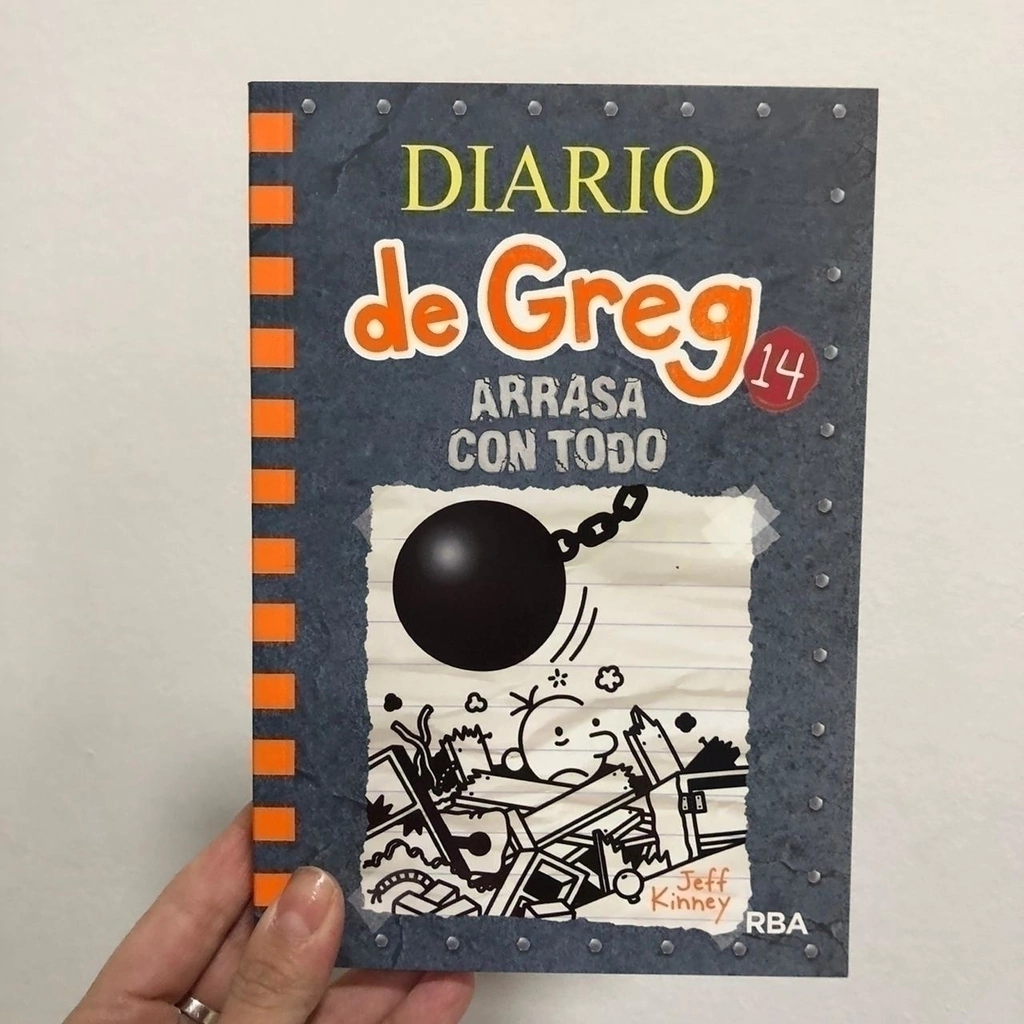 DIARIO
de Greg
14
ARRASA
CON TODO
Jeff
Kinney
RBA